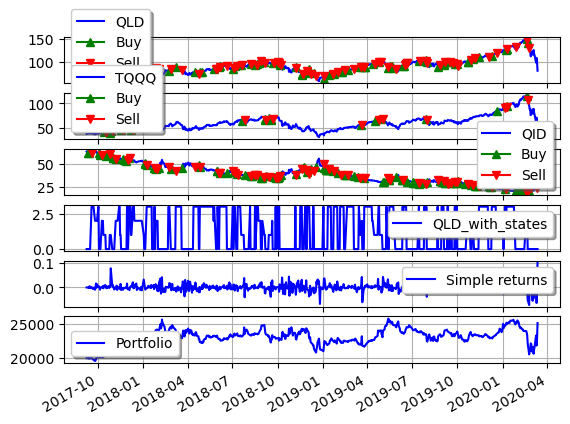 QLD
Buy
Sell
150
100
TQQQ
Buy
Sell
100
50
QID
Buy
Sell
50
25
QLD_with_states
2.5
0.0
Simple returns
0.1
0.0
Portfolio
25000
20000
2017-10
2018-01
2018-04
2018-07
2018-10
2019-01
2019-04
2019-07
2019-10
2020-01
2020-04